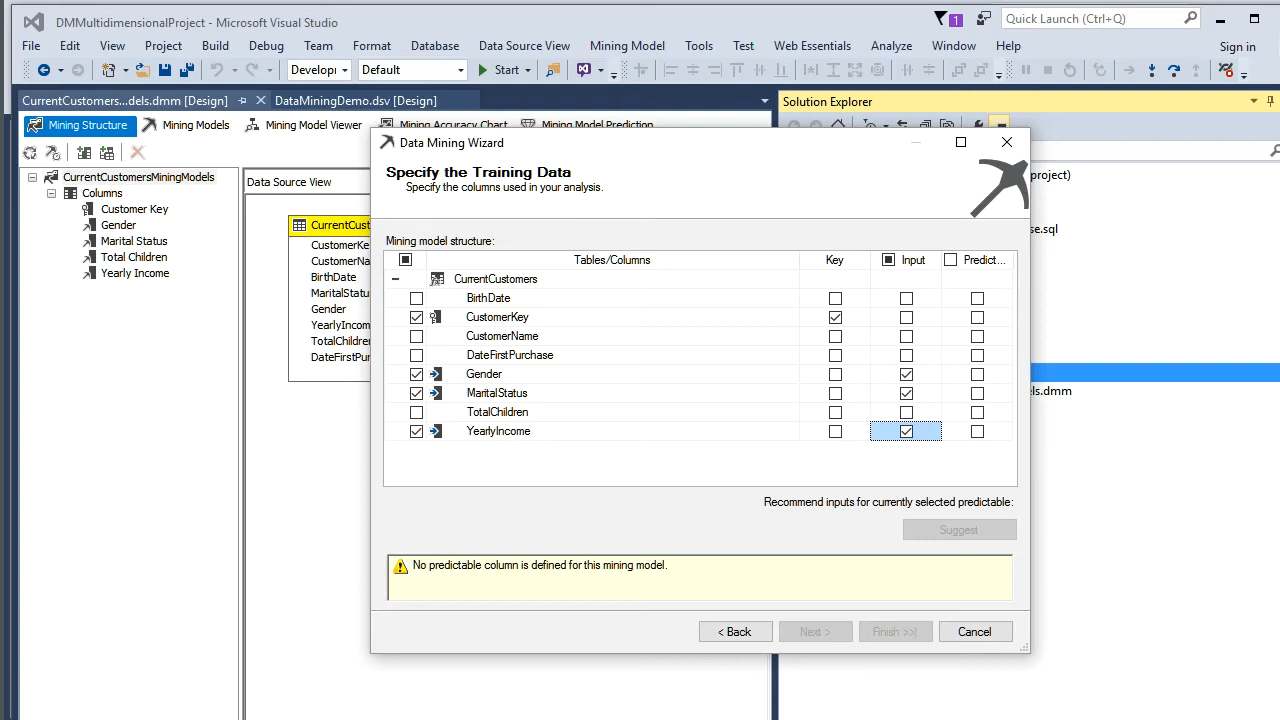 DMMultidimensionalProject - Microsoft Visual Studio
1
Quick Launch (Ctrl+Q)
File Edit View Project Build Debug Team Format Database Data Source View Mining Model Tools Test Web Essentials Analyze Window Help
Sign in
Develop Default Start
CurrentCustomers...dels.dmm [Design] DataMiningDemo.dsv [Design]
Solution Explorer
Mining Structure Mining Models Mining Model Viewer Mining Accuracy Chart Mining Model Prediction
CurrentCustomersMiningModels
Columns
Customer Key
Gender
Marital Status
Total Children
Yearly Income
Data Source View
CurrentCust
CustomerKe
CustomerNa
BirthDate
MaritalStatu
Gender
YearlyIncom
TotalChildren
DateFirstPur
Data Mining Wizard
Specify the Training Data
Specify the columns used in your analysis.
Mining model structure:
Tables/Columns Key Input Predict...
CurrentCustomers
BirthDate
CustomerKey
CustomerName
DateFirstPurchase
Gender
MaritalStatus
TotalChildren
YearlyIncome
Recommend inputs for currently selected predictable:
Suggest
No predictable column is defined for this mining model.
< Back Next > Finish >>| Cancel
project)
se.sql
els.dmm